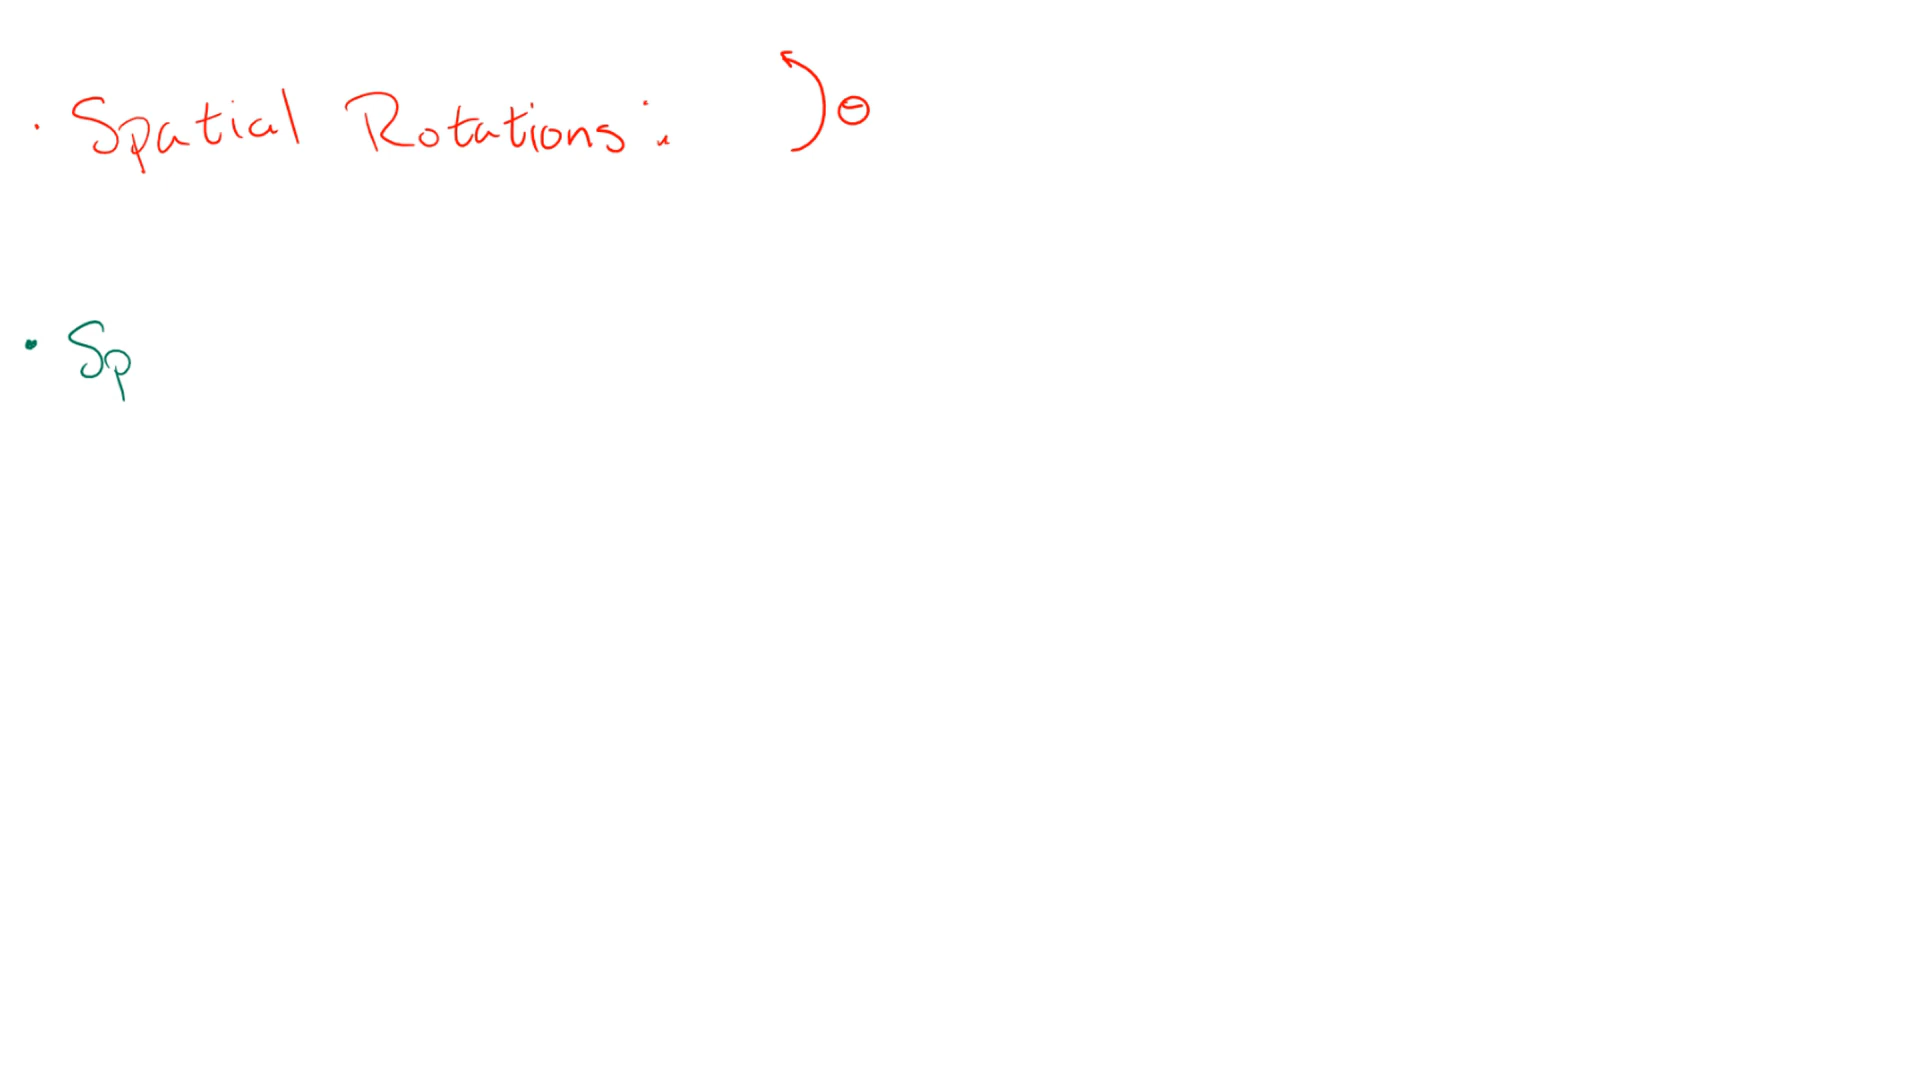 · Spatial Rotations: θ
· Sp